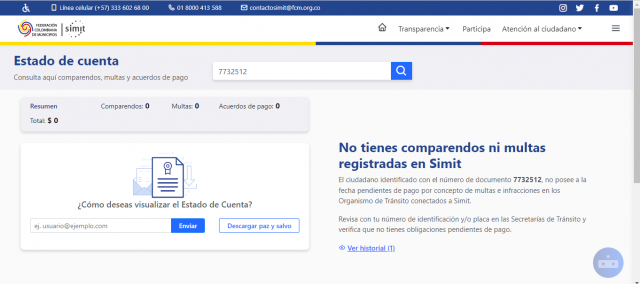 Línea celular (+57) 333 602 68 00
01 8000 413 588
contactosimit@fcm.org.co
FEDERACIÓN
COLOMBIANA
DE MUNICIPIOS
simit
Transparencia
Participa
Atención al ciudadano
Estado de cuenta
Consulta aquí comparendos, multas y acuerdos de pago
7732512
Resumen
Comparendos: 0
Multas: 0
Acuerdos de pago: 0
Total: $ 0
¿Cómo deseas visualizar el Estado de Cuenta?
ej. usuario@ejemplo.com
Enviar
Descargar paz y salvo
No tienes comparendos ni multas
registradas en Simit
El ciudadano identificado con el número de documento 7732512, no posee a la
fecha pendientes de pago por concepto de multas e infracciones en los
Organismo de Tránsito conectados a Simit.
Revisa con tu número de identificación y/o placa en las Secretarías de Tránsito y
verifica que no tienes obligaciones pendientes de pago.
Ver historial (1)